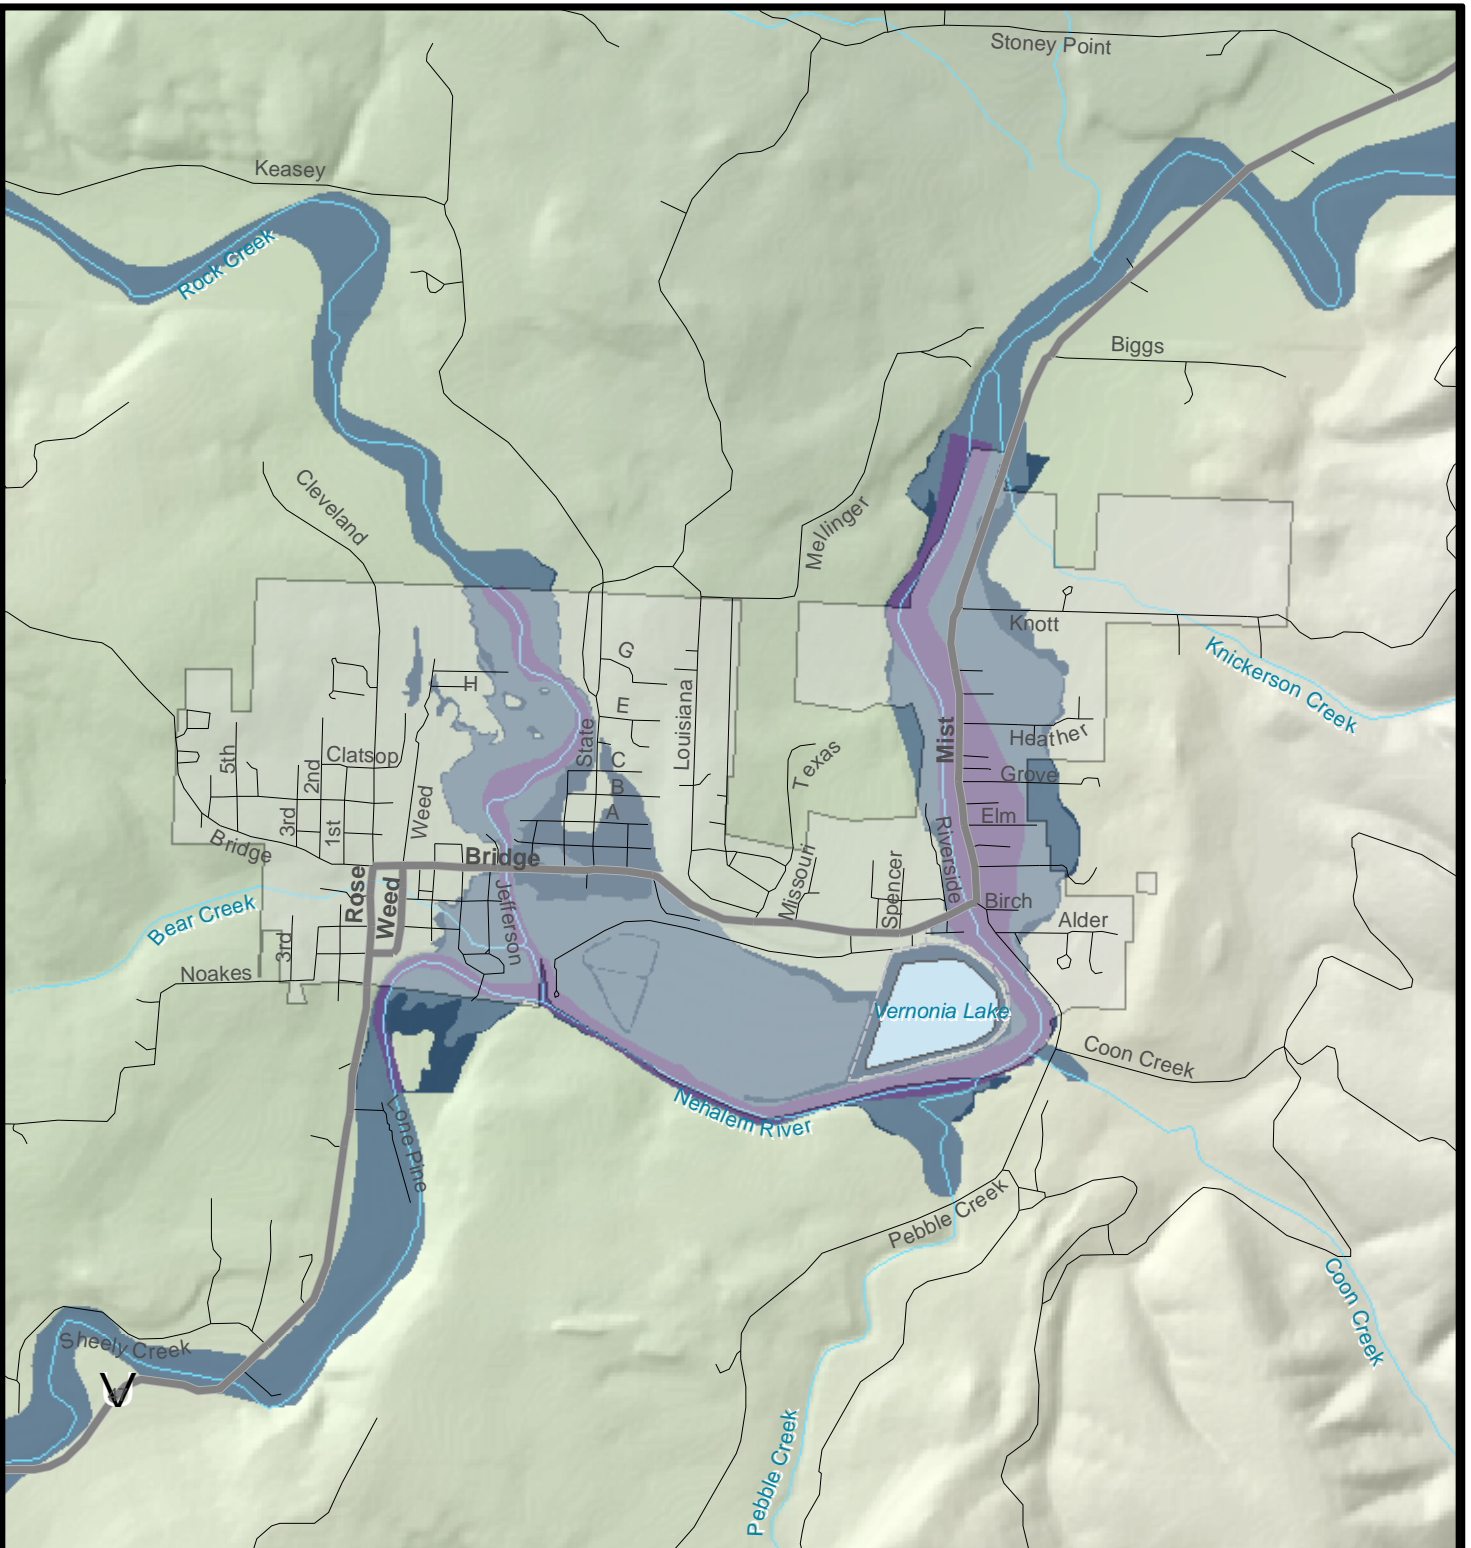 Stoney Point
Keasey
Rock Creek
Biggs
Cleveland
Mellinger
Knott
Knickerson Creek
G
H
E
Louisiana
State
Mist
Heather
5th
Clatsop
2nd
C
Texas
Grove
B
Weed
A
3rd
1st
Elm
Riverside
Bridge
Bridge
Missouri
Spencer
Rose
Weed
Jefferson
Birch
Alder
Bear Creek
3rd
Noakes
Vernonia Lake
Coon Creek
Nehalem River
Lone Pine
Pebble Creek
Coon Creek
Sheely Creek
V
Pebble Creek